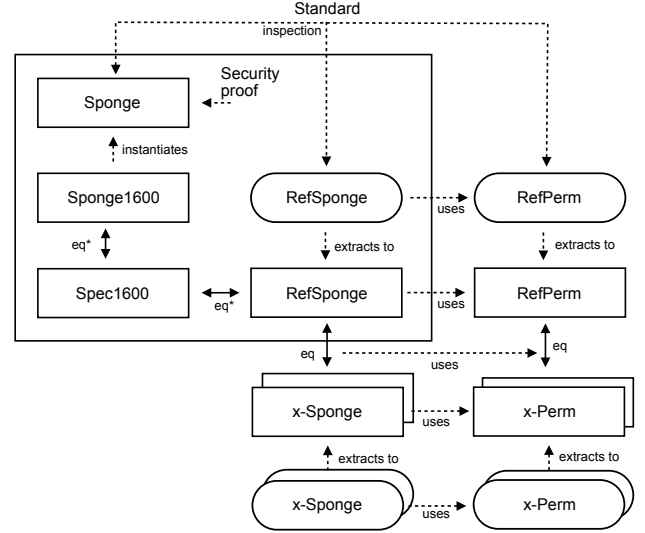 Standard
inspection
Security
proof
Sponge
instantiates
Sponge1600
RefSponge
uses
RefPerm
eq*
extracts to
extracts to
Spec1600
eq*
RefSponge
uses
RefPerm
eq
uses
eq
x-Sponge
uses
x-Perm
extracts to
extracts to
x-Sponge
uses
x-Perm